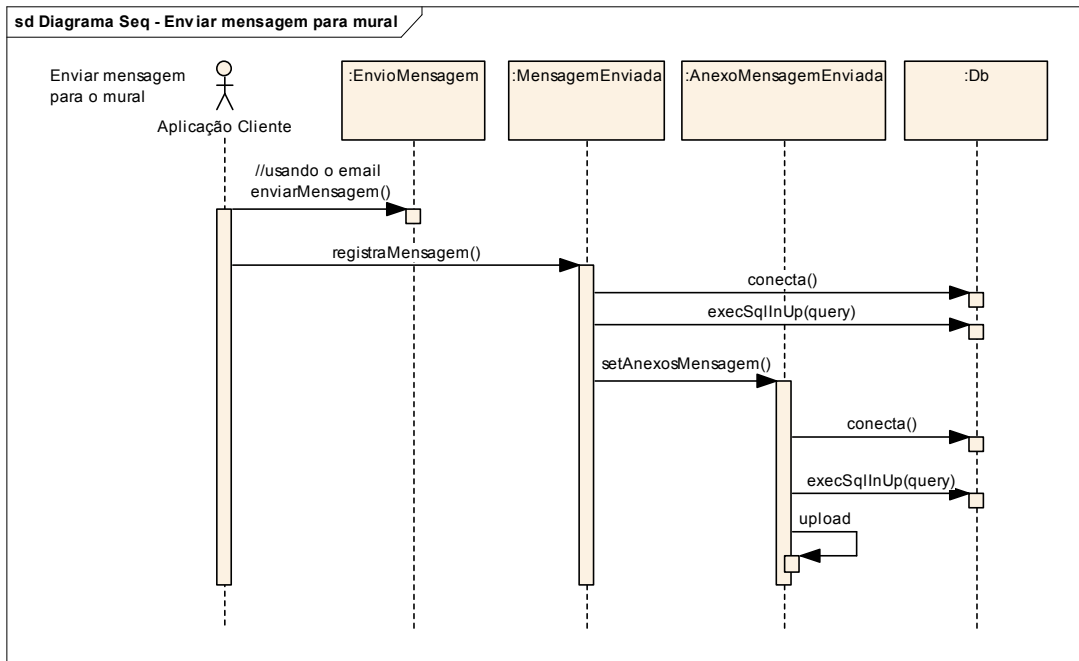 sd Diagrama Seq - Enviar mensagem para mural
Enviar mensagem
para o mural
Aplicação Cliente
:EnvioMensagem
:MensagemEnviada
:AnexoMensagemEnviada
:Db
//usando o email
enviarMensagem()
registraMensagem()
conecta()
execSqlInUp(query)
setAnexosMensagem()
conecta()
execSqlInUp(query)
upload